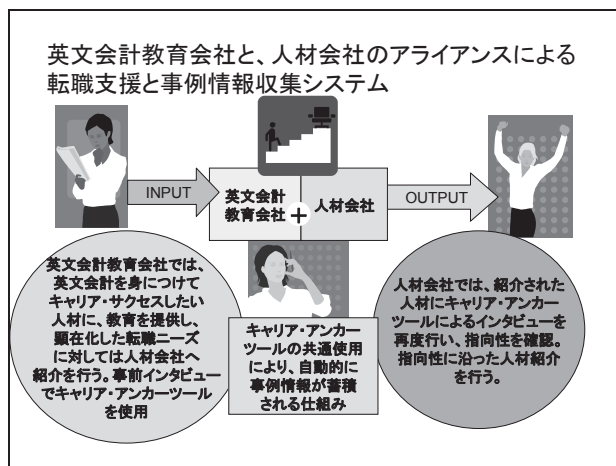 英文会計教育会社と、人材会社のアライアンスによる
転職支援と事例情報収集システム
INPUT
英文会計
教育会社
+
人材会社
OUTPUT
英文会計教育会社では、
英文会計を身につけて
キャリア・サクセスしたい
人材に、教育を提供し、
顕在化した転職ニーズ
に対しては人材会社へ
紹介を行う。事前インタビュー
でキャリア・アンカーツール
を使用
キャリア・アンカー
ツールの共通使用
により、自動的に
事例情報が蓄積
される仕組み
人材会社では、紹介された
人材にキャリア・アンカー
ツールによるインタビューを
再度行い、指向性を確認。
指向性に沿った人材紹介
を行う。